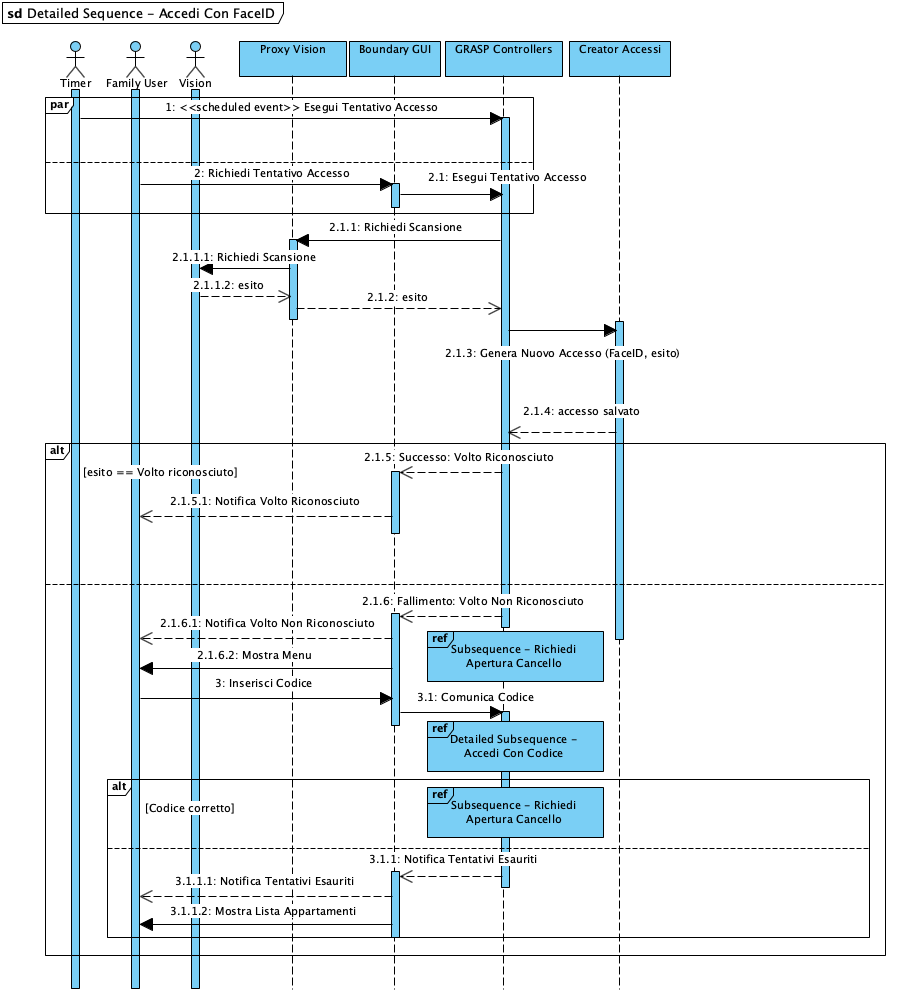 sd Detailed Sequence - Accedi Con FaceID
Timer
Family User
Vision
Proxy Vision
Boundary GUI
GRASP Controllers
Creator Accessi
par
1: <<scheduled event>> Esegui Tentativo Accesso
2: Richiedi Tentativo Accesso
2.1: Esegui Tentativo Accesso
2.1.1: Richiedi Scansione
2.1.1.1: Richiedi Scansione
2.1.1.2: esito
2.1.2: esito
2.1.3: Genera Nuovo Accesso (FaceID, esito)
2.1.4: accesso salvato
alt
2.1.5: Successo: Volto Riconosciuto
[esito == Volto riconosciuto]
2.1.5.1: Notifica Volto Riconosciuto
2.1.6: Fallimento: Volto Non Riconosciuto
2.1.6.1: Notifica Volto Non Riconosciuto
ref
Subsequence - Richiedi
Apertura Cancello
2.1.6.2: Mostra Menu
3: Inserisci Codice
3.1: Comunica Codice
ref
Detailed Subsequence -
Accedi Con Codice
alt
[Codice corretto]
ref
Subsequence - Richiedi
Apertura Cancello
3.1.1: Notifica Tentativi Esauriti
3.1.1.1: Notifica Tentativi Esauriti
3.1.1.2: Mostra Lista Appartamenti